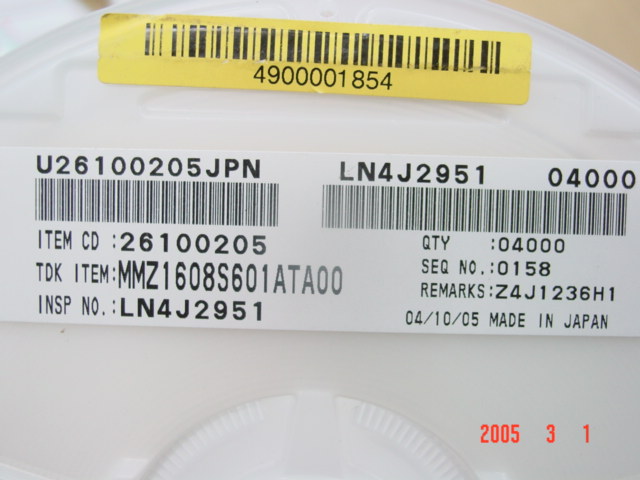 4900001854
U26100205JPN
LN4J2951 04000
ITEM CD :26100205
QTY :04000
TDK ITEM:MMZ1608S601ATA00
SEQ NO.:0158
INSP NO.:LN4J2951
REMARKS:Z4J1236H1
04/10/05 MADE IN JAPAN
2005 3 1